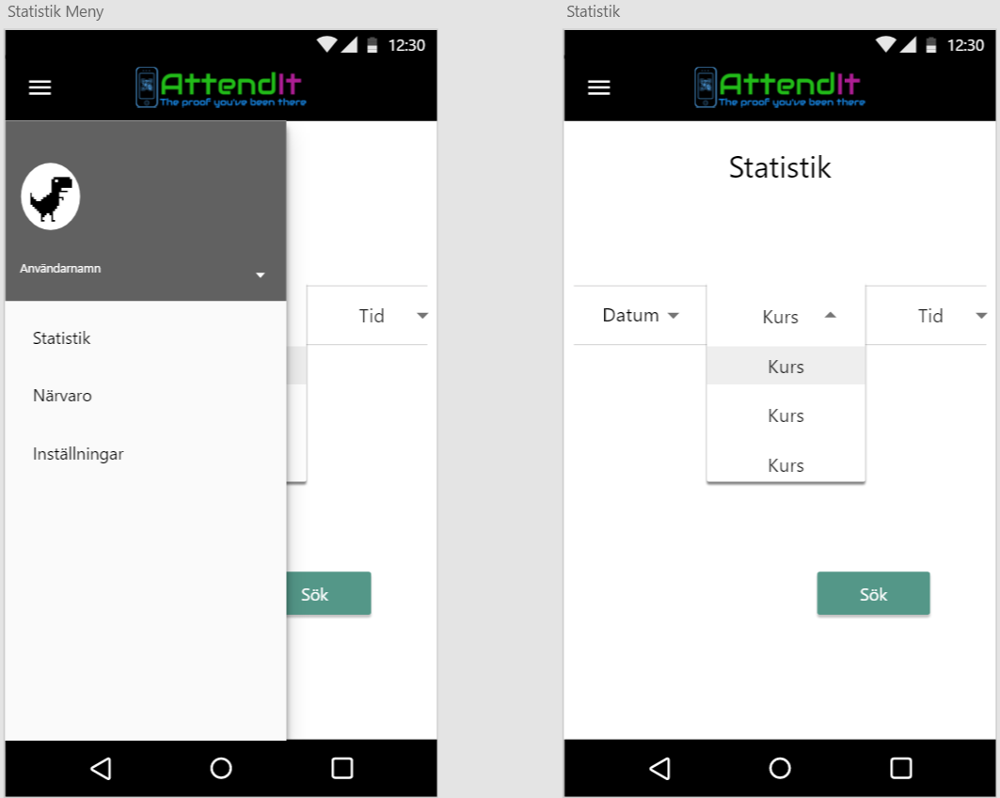 Statistik Meny
12:30
AttendIt
The proof you've been there
Användarnamn
Tid
Statistik
Närvaro
Inställningar
Sök
Statistik
12:30
AttendIt
The proof you've been there
Statistik
Datum Kurs Tid
Kurs
Kurs
Kurs
Sök